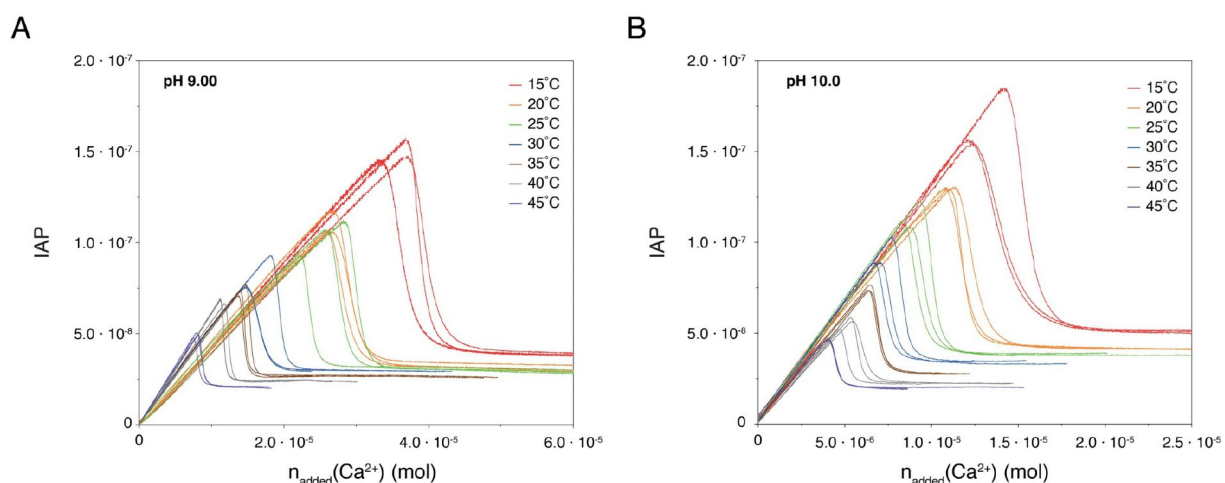 A
B
IAP
2.0 · 10⁻⁷
1.5 · 10⁻⁷
1.0 · 10⁻⁷
5.0 · 10⁻⁸
0
pH 9.00
15°C
20°C
25°C
30°C
35°C
40°C
45°C
0
2.0 · 10⁻⁵
4.0 · 10⁻⁵
6.0 · 10⁻⁵
n_added(Ca²⁺) (mol)
IAP
2.0 · 10⁻⁷
1.5 · 10⁻⁷
1.0 · 10⁻⁷
5.0 · 10⁻⁸
0
pH 10.0
15°C
20°C
25°C
30°C
35°C
40°C
45°C
0
5.0 · 10⁻⁶
1.0 · 10⁻⁵
1.5 · 10⁻⁵
2.0 · 10⁻⁵
2.5 · 10⁻⁵
n_added(Ca²⁺) (mol)